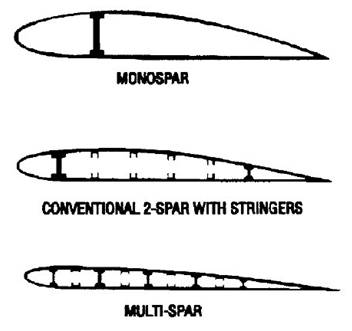 MONOSPAR
CONVENTIONAL 2-SPAR WITH STRINGERS
MULTI-SPAR